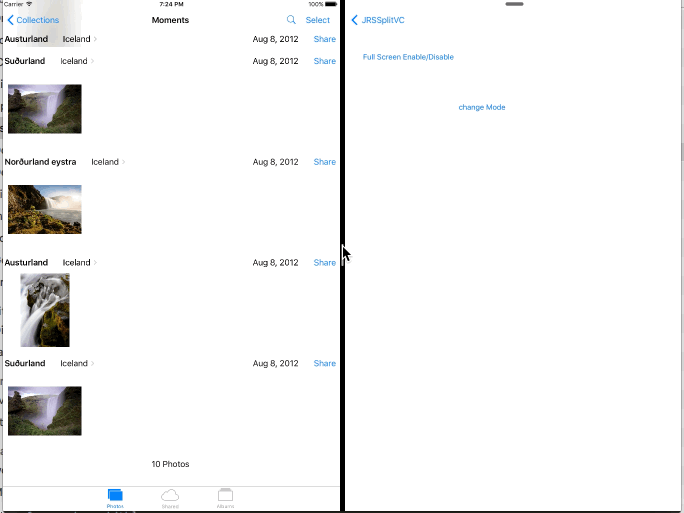 Carrier 7:24 PM 100%
Collections Moments Select
Austurland Iceland Aug 8, 2012 Share
Suðurland Iceland Aug 8, 2012 Share
Norðurland eystra Iceland Aug 8, 2012 Share
Austurland Iceland Aug 8, 2012 Share
Suðurland Iceland Aug 8, 2012 Share
10 Photos
Photos Shared Albums
JRSSplitVC
Full Screen Enable/Disable
change Mode